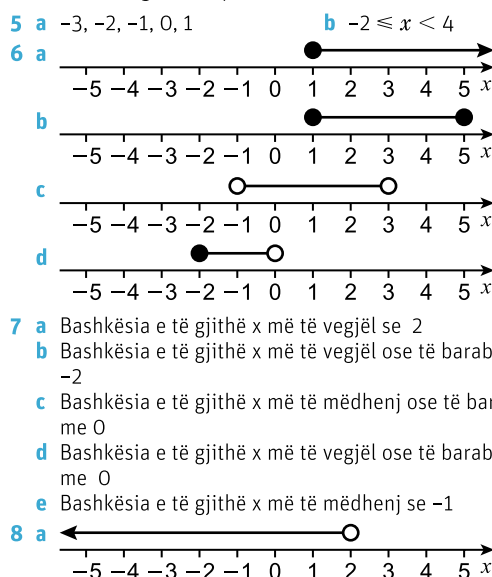 5 a -3, -2, -1, 0, 1 b -2 ⩽ x < 4
6 a
−5 −4 −3 −2 −1 0 1 2 3 4 5 x
b
−5 −4 −3 −2 −1 0 1 2 3 4 5 x
c
−5 −4 −3 −2 −1 0 1 2 3 4 5 x
d
−5 −4 −3 −2 −1 0 1 2 3 4 5 x
7 a Bashkësia e të gjithë x më të vegjël se 2
b Bashkësia e të gjithë x më të vegjël ose të barab
−2
c Bashkësia e të gjithë x më të mëdhenj ose të bar
me 0
d Bashkësia e të gjithë x më të vegjël ose të barab
me 0
e Bashkësia e të gjithë x më të mëdhenj se −1
8 a
−5 −4 −3 −2 −1 0 1 2 3 4 5 x